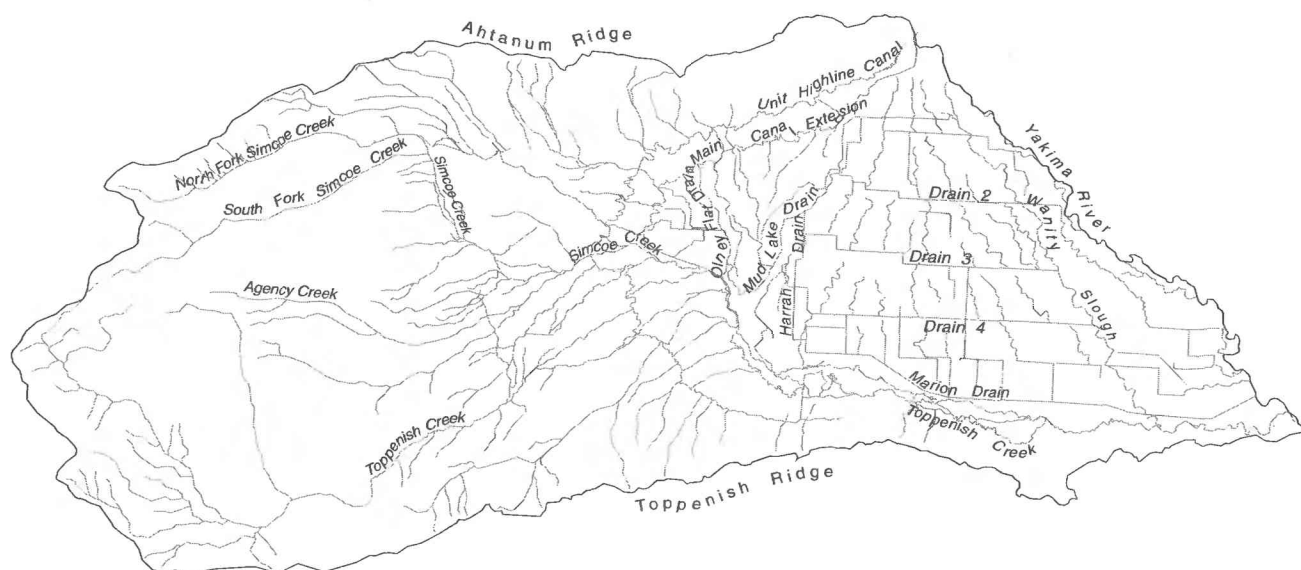 Ahtanum Ridge
Unit Highline Canal
Main Canal Extesion
Yakima River
North Fork Simcoe Creek
South Fork Simcoe Creek
Simcoe Creek
Olney Flat Drain
Mud Lake Drain
Harrah Drain
Drain 2
Wanity Slough
Simcoe Creek
Drain 3
Agency Creek
Drain 4
Marion Drain
Toppenish Creek
Toppenish Creek
Toppenish Ridge